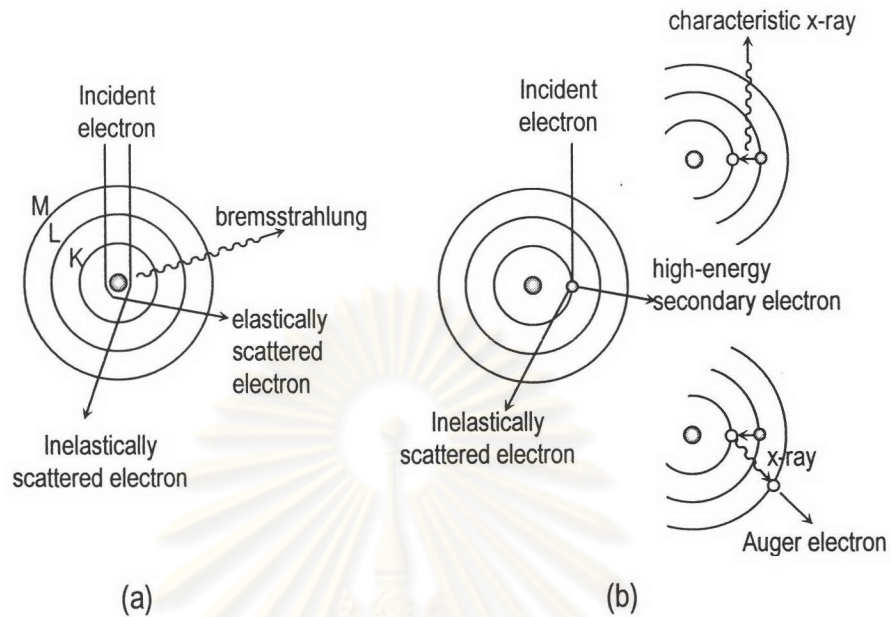 characteristic x-ray
Incident
electron
M
L
K
bremsstrahlung
elastically
scattered
electron
Inelastically
scattered electron
(a)
Incident
electron
high-energy
secondary electron
Inelastically
scattered electron
x-ray
Auger electron
(b)